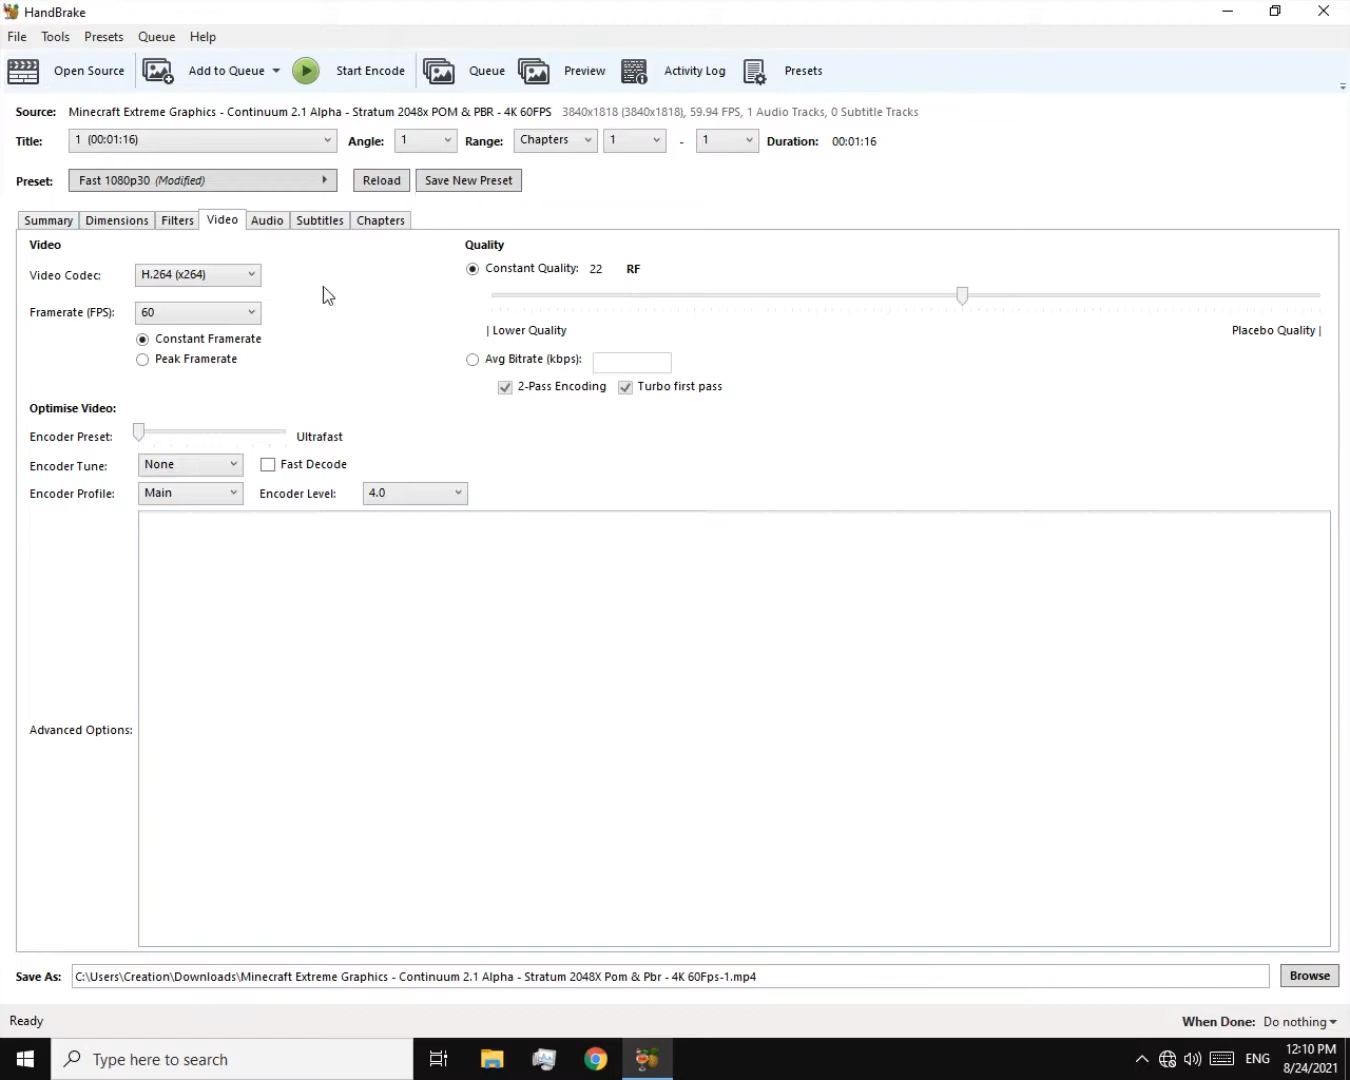 HandBrake
File Tools Presets Queue Help
Open Source Add to Queue Start Encode Queue Preview Activity Log Presets
Source: Minecraft Extreme Graphics - Continuum 2.1 Alpha - Stratum 2048x POM & PBR - 4K 60FPS 3840x1818 (3840x1818), 59.94 FPS, 1 Audio Tracks, 0 Subtitle Tracks
Title: 1 (00:01:16) Angle: 1 Range: Chapters 1 - 1 Duration: 00:01:16
Preset: Fast 1080p30 (Modified) Reload Save New Preset
Summary Dimensions Filters Video Audio Subtitles Chapters
Video Quality
Video Codec: H.264 (x264) Constant Quality: 22 RF
Framerate (FPS): 60
| Lower Quality Placebo Quality |
Constant Framerate
Peak Framerate Avg Bitrate (kbps):
2-Pass Encoding Turbo first pass
Optimise Video:
Encoder Preset: Ultrafast
Encoder Tune: None Fast Decode
Encoder Profile: Main Encoder Level: 4.0
Advanced Options:
Save As: C:\Users\Creation\Downloads\Minecraft Extreme Graphics - Continuum 2.1 Alpha - Stratum 2048X Pom & Pbr - 4K 60Fps-1.mp4 Browse
Ready When Done: Do nothing
Type here to search ENG 12:10 PM
8/24/2021